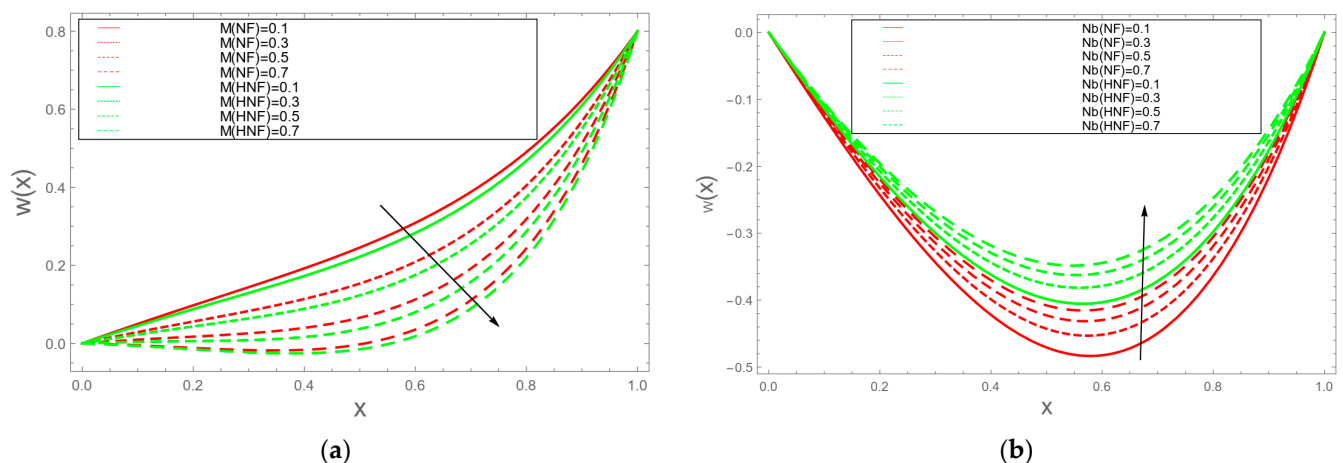 M(NF)=0.1
M(NF)=0.3
M(NF)=0.5
M(NF)=0.7
M(HNF)=0.1
M(HNF)=0.3
M(HNF)=0.5
M(HNF)=0.7
0.8
0.6
0.4
0.2
0.0
w(x)
0.0 0.2 0.4 0.6 0.8 1.0
x
(a)
Nb(NF)=0.1
Nb(NF)=0.3
Nb(NF)=0.5
Nb(NF)=0.7
Nb(HNF)=0.1
Nb(HNF)=0.3
Nb(HNF)=0.5
Nb(HNF)=0.7
0.0
-0.1
-0.2
-0.3
-0.4
-0.5
w(x)
0.0 0.2 0.4 0.6 0.8 1.0
x
(b)